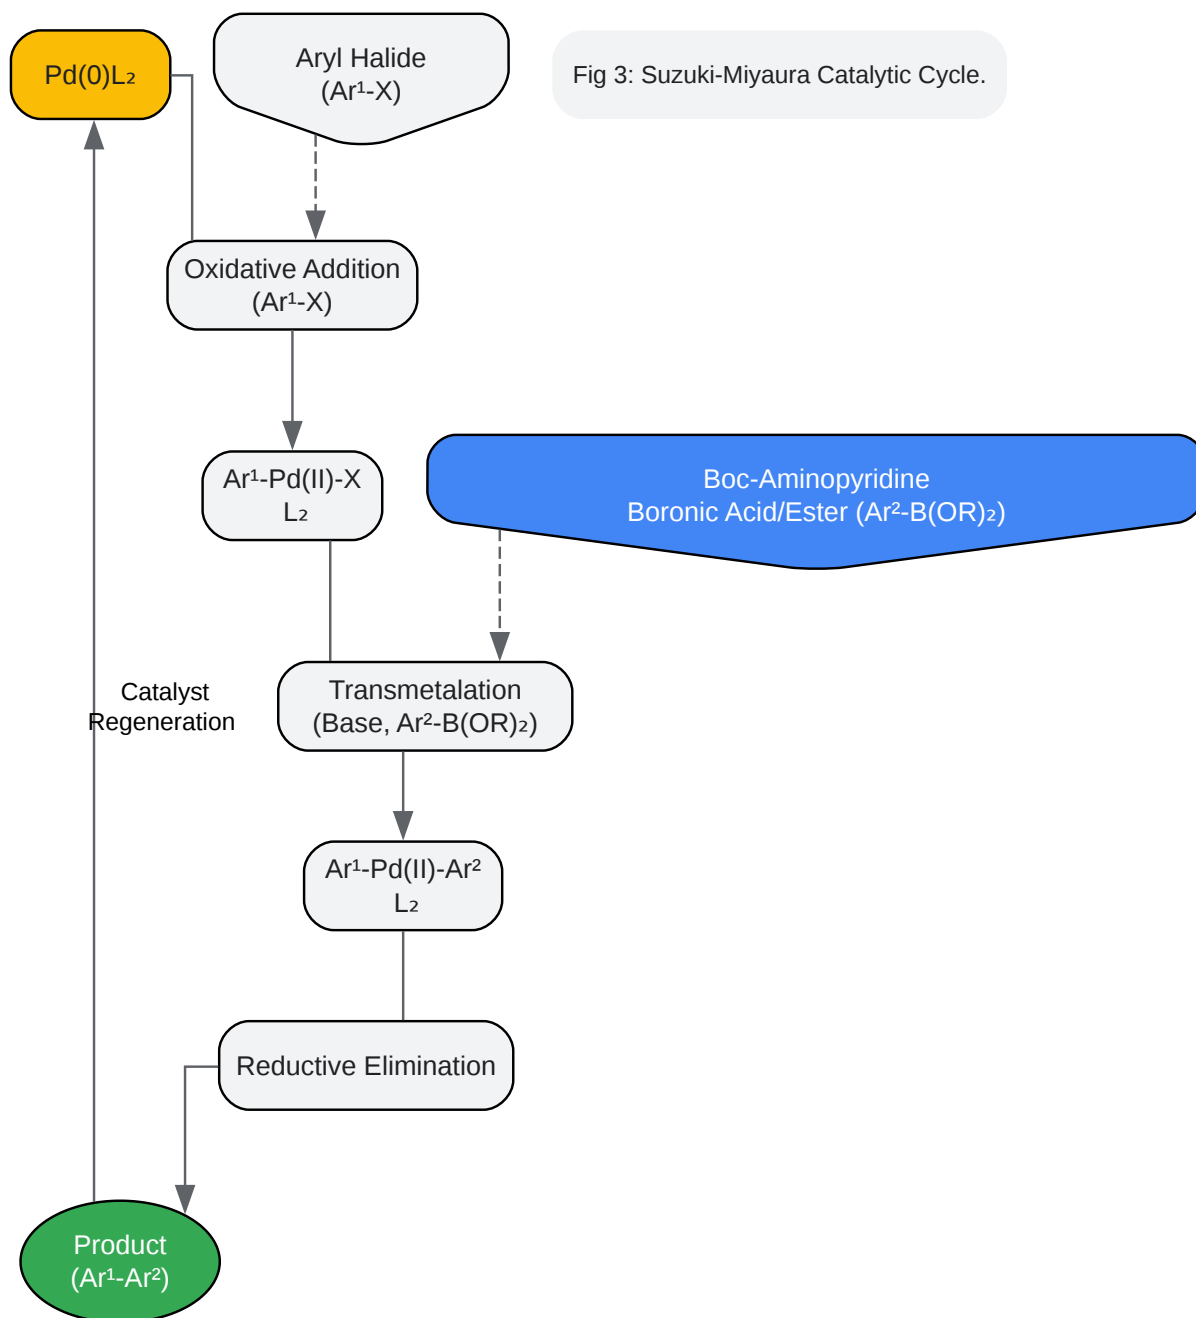 Pd(0)L₂
Aryl Halide
(Ar¹-X)
Fig 3: Suzuki-Miyaura Catalytic Cycle.
Oxidative Addition
(Ar¹-X)
Ar¹-Pd(II)-X
L₂
Boc-Aminopyridine
Boronic Acid/Ester (Ar²-B(OR)₂)
Catalyst
Regeneration
Transmetalation
(Base, Ar²-B(OR)₂)
Ar¹-Pd(II)-Ar²
L₂
Reductive Elimination
Product
(Ar¹-Ar²)